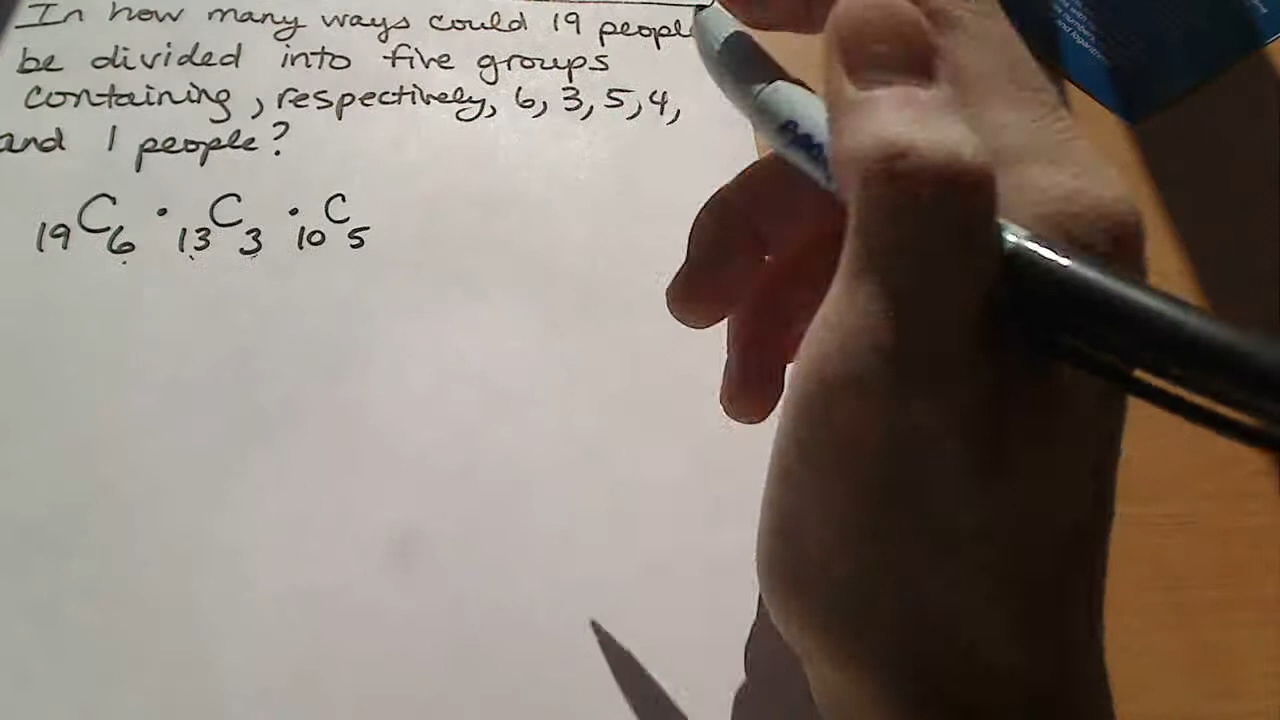 In how many ways could 19 people
be divided into five groups
containing, respectively, 6, 3, 5, 4,
and 1 people?
19C6 · 13C3 · 10C5